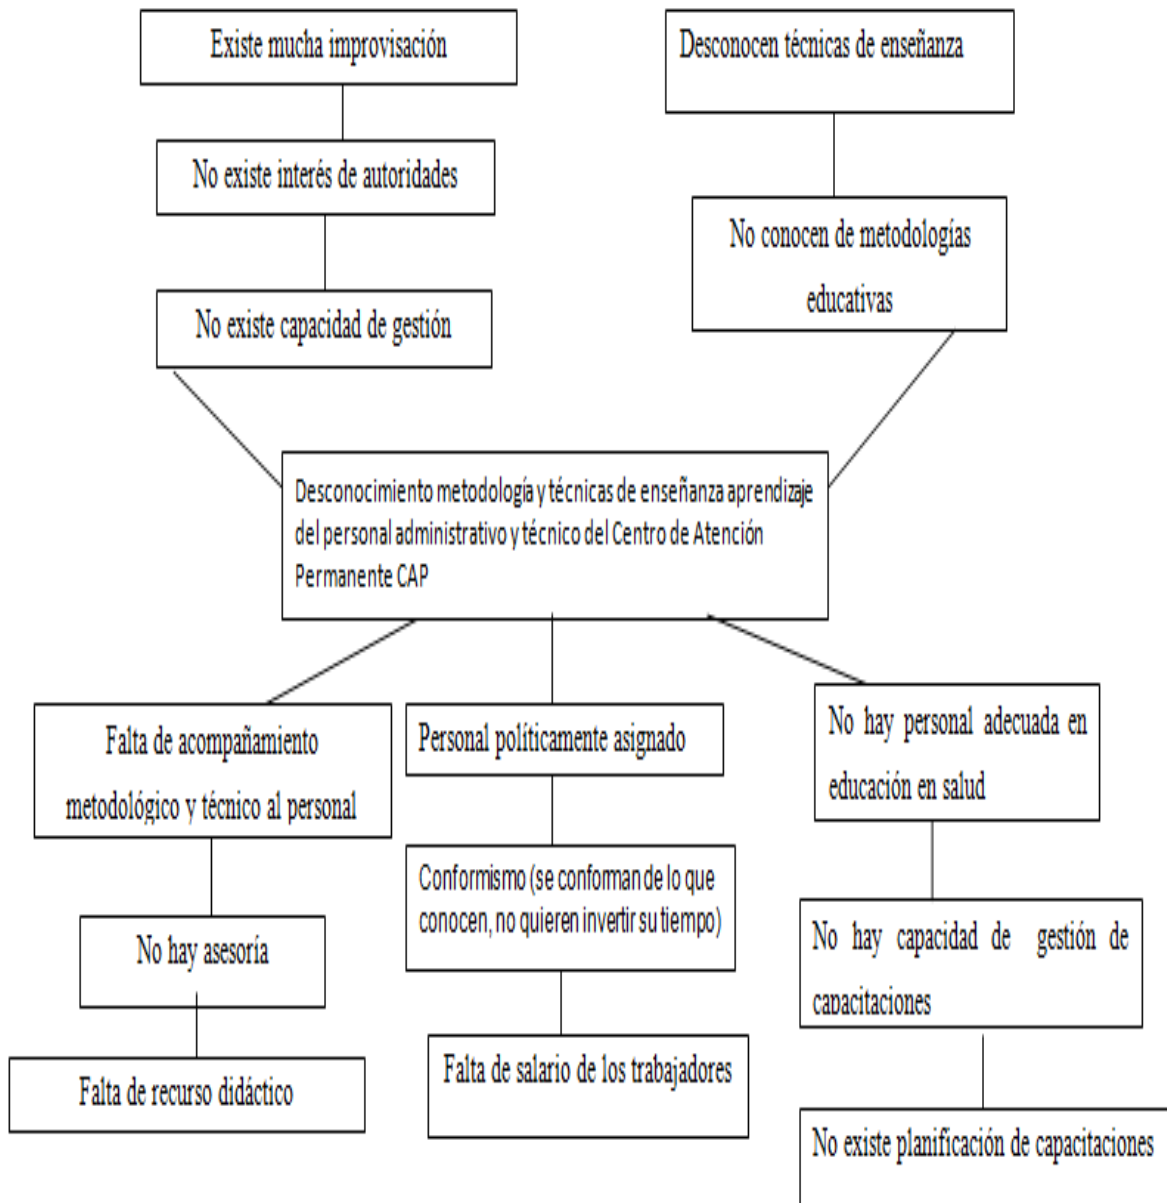 Existe mucha improvisación
No existe interés de autoridades
No existe capacidad de gestión
Desconocen técnicas de enseñanza
No conocen de metodologías
educativas
Desconocimiento metodología y técnicas de enseñanza aprendizaje
del personal administrativo y técnico del Centro de Atención
Permanente CAP
Falta de acompañamiento
metodológico y técnico al personal
No hay asesoría
Falta de recurso didáctico
Personal políticamente asignado
Conformismo (se conforman de lo que
conocen, no quieren invertir su tiempo)
Falta de salario de los trabajadores
No hay personal adecuada en
educación en salud
No hay capacidad de gestión de
capacitaciones
No existe planificación de capacitaciones